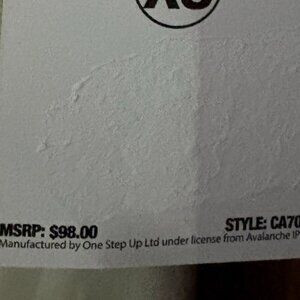 MSRP: $98.00 STYLE: CA70
Manufactured by One Step Up Ltd under license from Avalanche IP